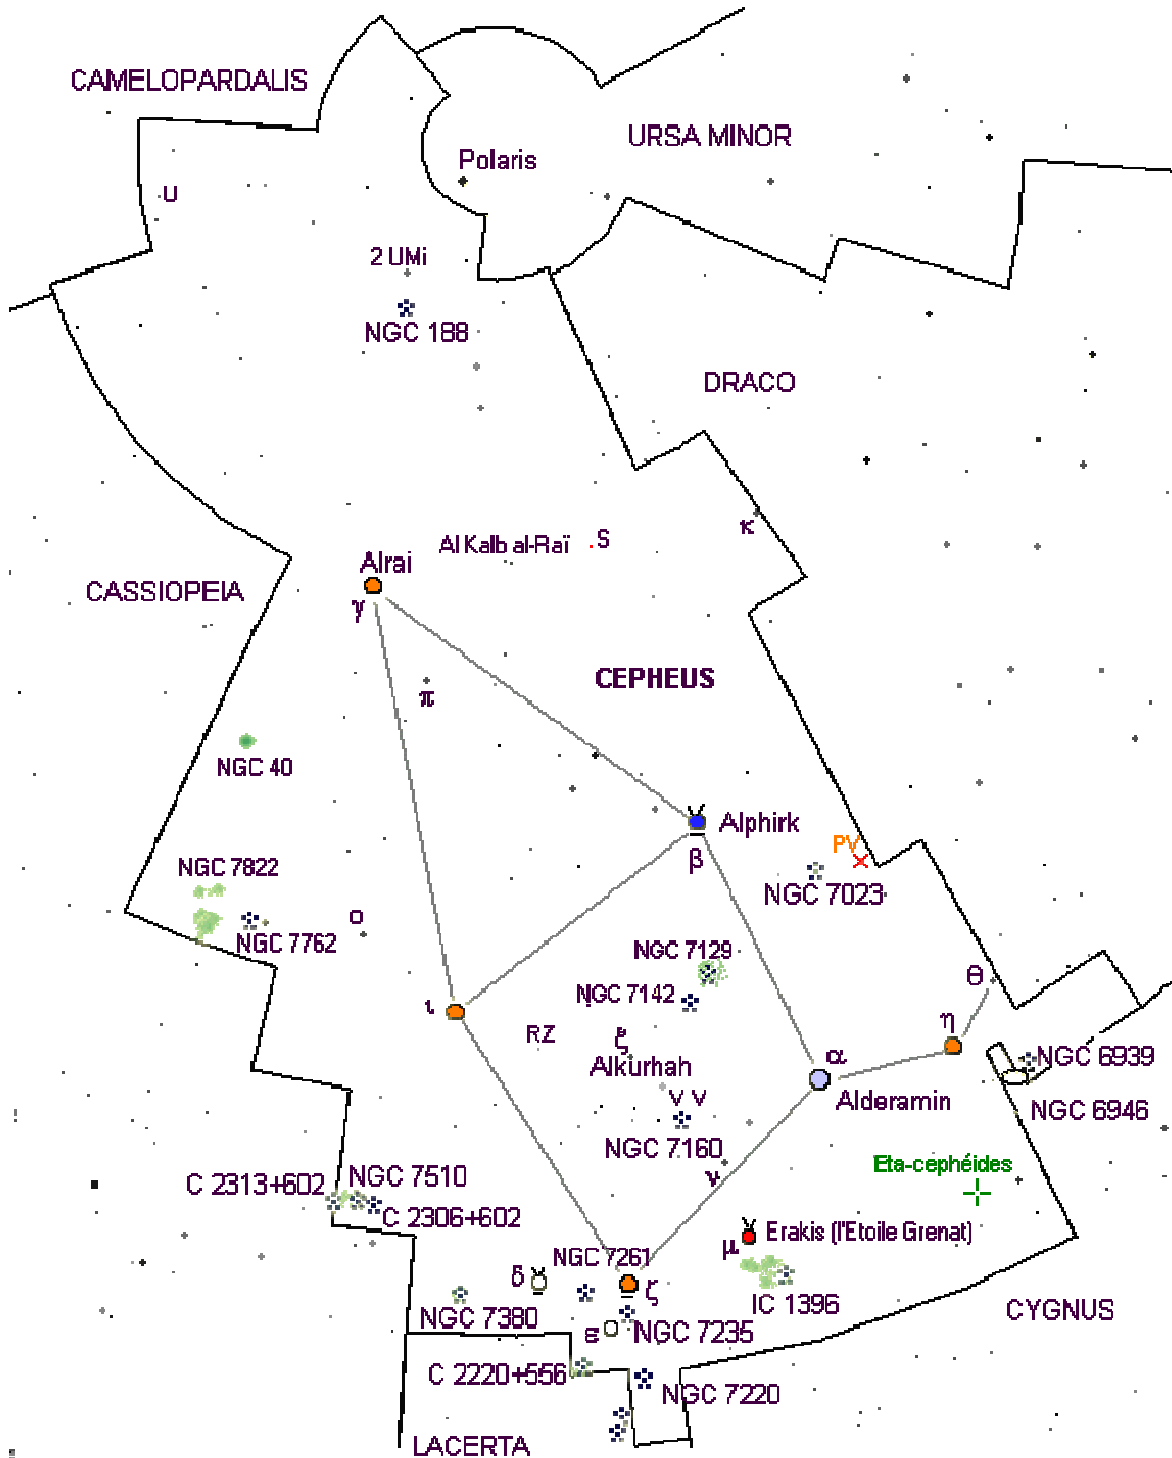 CAMELOPARDALIS
URSA MINOR
Polaris
U
2 UMi
NGC 188
DRACO
κ
Al Kalb al-Raï
S
Alrai
γ
CASSIOPEIA
CEPHEUS
π
NGC 40
Alphirk
β
PV
NGC 7023
NGC 7822
ο
NGC 7762
NGC 7129
NGC 7142
θ
ι
RZ
ξ
η
α
NGC 6939
Alkurhah
Alderamin
V V
NGC 6946
NGC 7160
ν
Eta-cephéides
C 2313+602
NGC 7510
C 2306+602
μ
Erakis (l'Etoile Grenat)
NGC 7261
δ
ζ
IC 1396
NGC 7380
ε
NGC 7235
CYGNUS
C 2220+556
NGC 7220
LACERTA